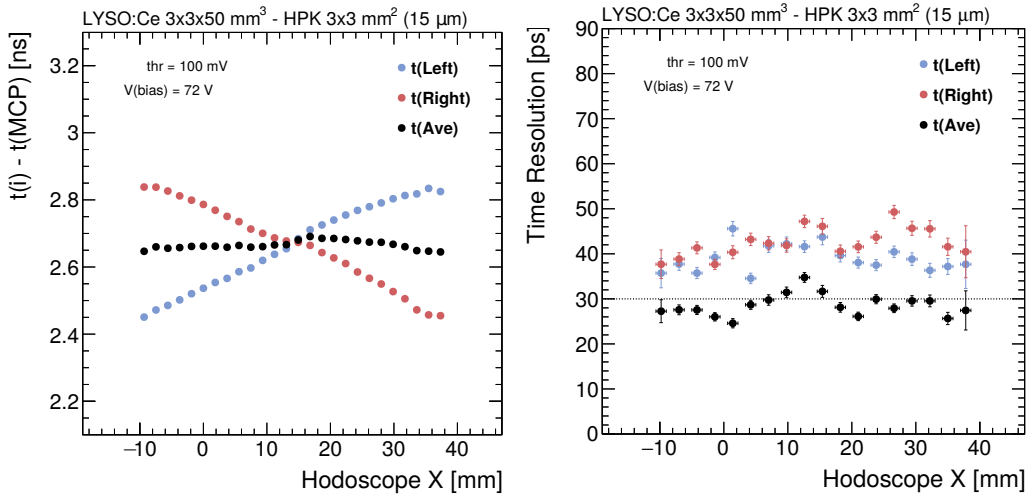 LYSO:Ce 3x3x50 mm³ - HPK 3x3 mm² (15 μm)
t(i) - t(MCP) [ns]
thr = 100 mV
V(bias) = 72 V
t(Left)
t(Right)
t(Ave)
3.2
3
2.8
2.6
2.4
2.2
−10 0 10 20 30 40
Hodoscope X [mm]
LYSO:Ce 3x3x50 mm³ - HPK 3x3 mm² (15 μm)
Time Resolution [ps]
thr = 100 mV
V(bias) = 72 V
t(Left)
t(Right)
t(Ave)
90
80
70
60
50
40
30
20
10
0
−10 0 10 20 30 40
Hodoscope X [mm]